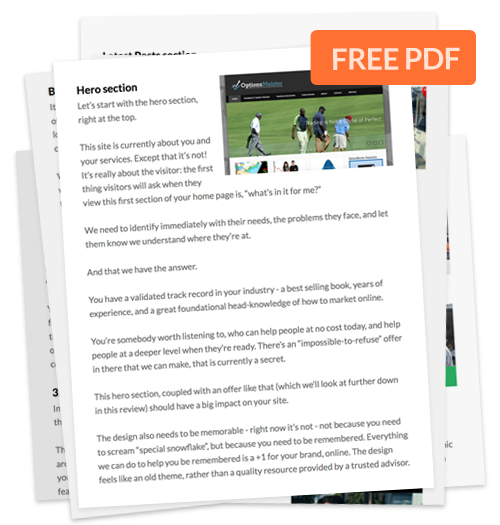 Latest Posts section
FREE PDF
Hero section
Let's start with the hero section,
right at the top.
OptionsMeister
This site is currently about you and
your services. Except that it's not!
It's really about the visitor: the first
thing visitors will ask when they
view this first section of your home page is, "what's in it for me?"
We need to identify immediately with their needs, the problems they face, and let
them know we understand where they're at.
And that we have the answer.
You have a validated track record in your industry - a best selling book, years of
experience, and a great foundational head-knowledge of how to market online.
You're somebody worth listening to, who can help people at no cost today, and help
people at a deeper level when they're ready. There's an "impossible-to-refuse" offer
in there that we can make, that is currently a secret.
This hero section, coupled with an offer like that (which we'll look at further down
in this review) should have a big impact on your site.
The design also needs to be memorable - right now it's not - not because you need
to scream "special snowflake", but because you need to be remembered. Everything
we can do to help you be remembered is a +1 for your brand, online. The design
feels like an old theme, rather than a quality resource provided by a trusted advisor.